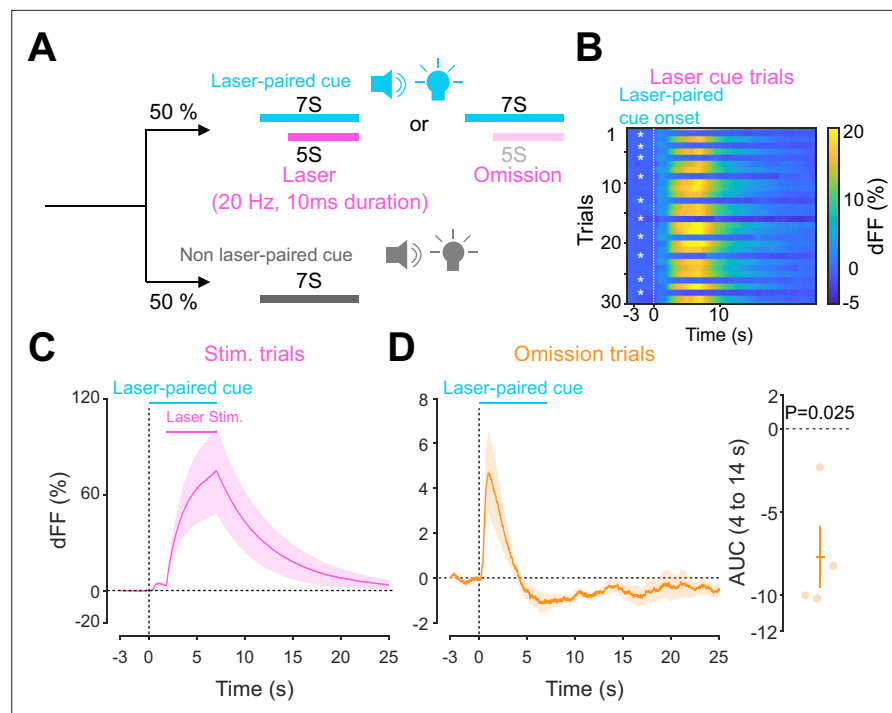 A
Laser-paired cue
50 %
7S
or
7S
5S
5S
Laser
Omission
(20 Hz, 10ms duration)
Non laser-paired cue
7S
50 %
B
Laser cue trials
Laser-paired
cue onset
Trials
1
10
20
30
*
*
*
*
*
*
*
*
*
*
-3
0
10
Time (s)
20
10
0
-5
dFF (%)
C
Stim. trials
Laser-paired cue
Laser Stim.
dFF (%)
120
60
0
-20
-3
0
5
10
15
20
25
Time (s)
D
Omission trials
Laser-paired cue
8
6
4
2
0
-2
-3
0
5
10
15
20
25
Time (s)
AUC (4 to 14 s)
2
0
-5
-10
-12
P=0.025